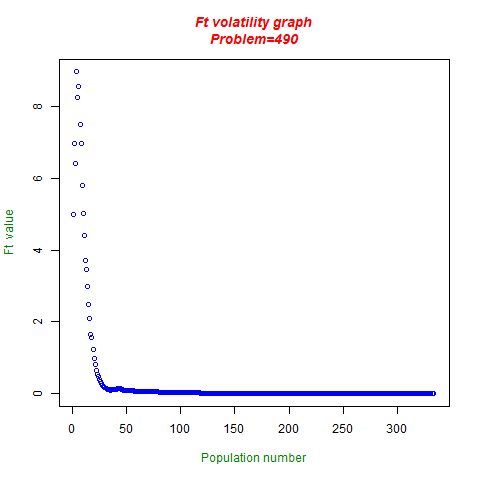 Ft volatility graph
Problem=490
Ft value
8
6
4
2
0
0 50 100 150 200 250 300
Population number